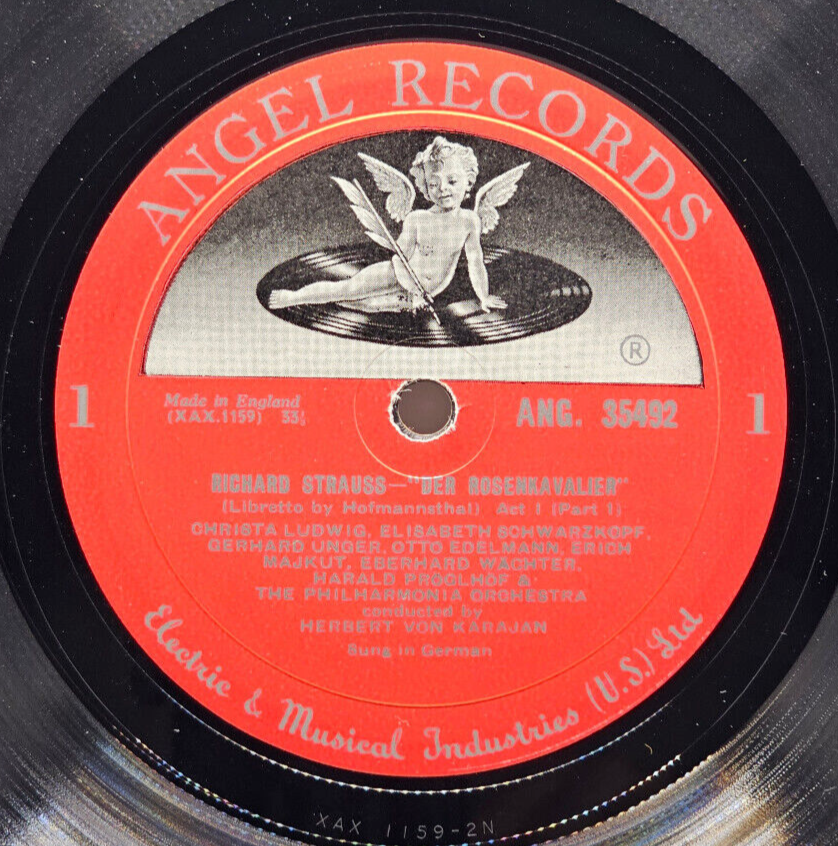 ANGEL RECORDS
®
Made in England
(XAX.1159) 33⅓
ANG. 35492
1
1
RICHARD STRAUSS—"DER ROSENKAVALIER"
(Libretto by Hofmannsthal) Act I (Part 1)
CHRISTA LUDWIG, ELISABETH SCHWARZKOPF,
GERHARD UNGER, OTTO EDELMANN, ERICH
MAJKUT, EBERHARD WÄCHTER,
HARALD PRÖGLHÖF &
THE PHILHARMONIA ORCHESTRA
conducted by
HERBERT VON KARAJAN
Sung in German
Electric & Musical Industries (U.S.) Ltd
XAX 1159-2N